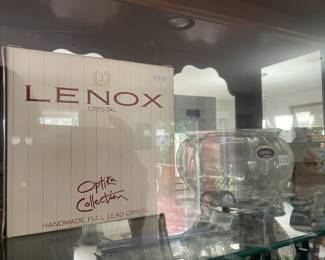 LENOX
CRYSTAL
Optika
Collection
HANDMADE FULL LEAD CRYSTAL